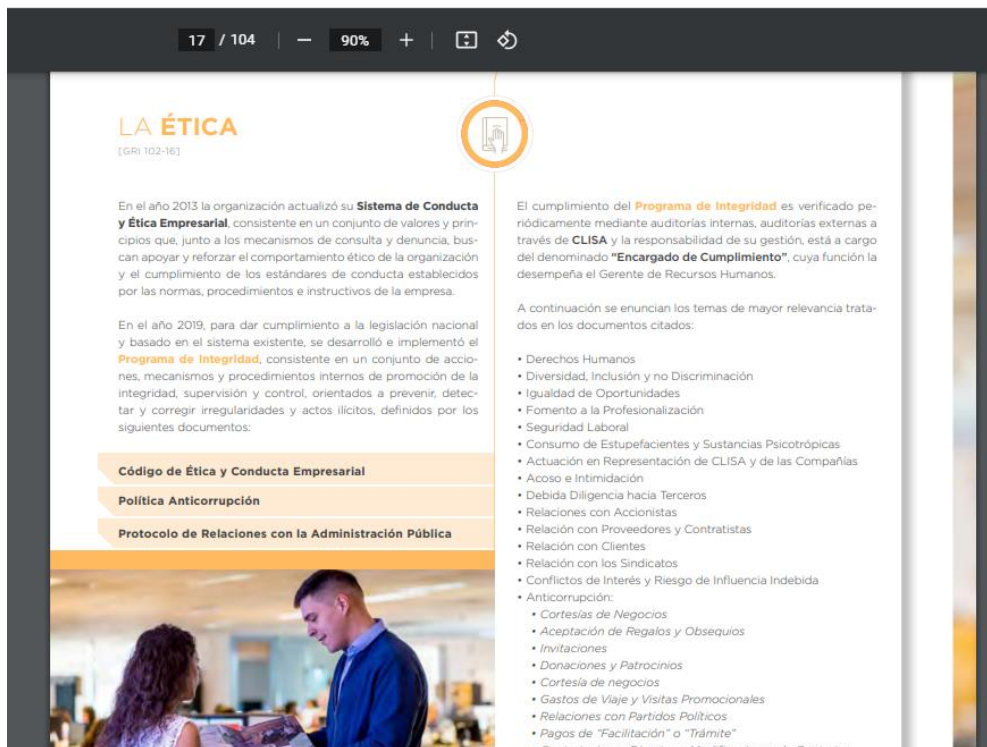 17 / 104 | — 90% + |
LA ÉTICA
[GRI 102-16]
En el año 2013 la organización actualizó su Sistema de Conducta
y Ética Empresarial, consistente en un conjunto de valores y prin-
cipios que, junto a los mecanismos de consulta y denuncia, bus-
can apoyar y reforzar el comportamiento ético de la organización
y el cumplimiento de los estándares de conducta establecidos
por las normas, procedimientos e instructivos de la empresa.
En el año 2019, para dar cumplimiento a la legislación nacional
y basado en el sistema existente, se desarrolló e implementó el
Programa de Integridad, consistente en un conjunto de accio-
nes, mecanismos y procedimientos internos de promoción de la
integridad, supervisión y control, orientados a prevenir, detec-
tar y corregir irregularidades y actos ilícitos, definidos por los
siguientes documentos:
Código de Ética y Conducta Empresarial
Política Anticorrupción
Protocolo de Relaciones con la Administración Pública
El cumplimiento del Programa de Integridad es verificado pe-
riódicamente mediante auditorías internas, auditorías externas a
través de CLISA y la responsabilidad de su gestión, está a cargo
del denominado "Encargado de Cumplimiento", cuya función la
desempeña el Gerente de Recursos Humanos.
A continuación se enuncian los temas de mayor relevancia trata-
dos en los documentos citados:
• Derechos Humanos
• Diversidad, Inclusión y no Discriminación
• Igualdad de Oportunidades
• Fomento a la Profesionalización
• Seguridad Laboral
• Consumo de Estupefacientes y Sustancias Psicotrópicas
• Actuación en Representación de CLISA y de las Compañías
• Acoso e Intimidación
• Debida Diligencia hacia Terceros
• Relaciones con Accionistas
• Relación con Proveedores y Contratistas
• Relación con Clientes
• Relación con los Sindicatos
• Conflictos de Interés y Riesgo de Influencia Indebida
• Anticorrupción:
• Cortesías de Negocios
• Aceptación de Regalos y Obsequios
• Invitaciones
• Donaciones y Patrocinios
• Cortesía de negocios
• Gastos de Viaje y Visitas Promocionales
• Relaciones con Partidos Políticos
• Pagos de "Facilitación" o "Trámite"